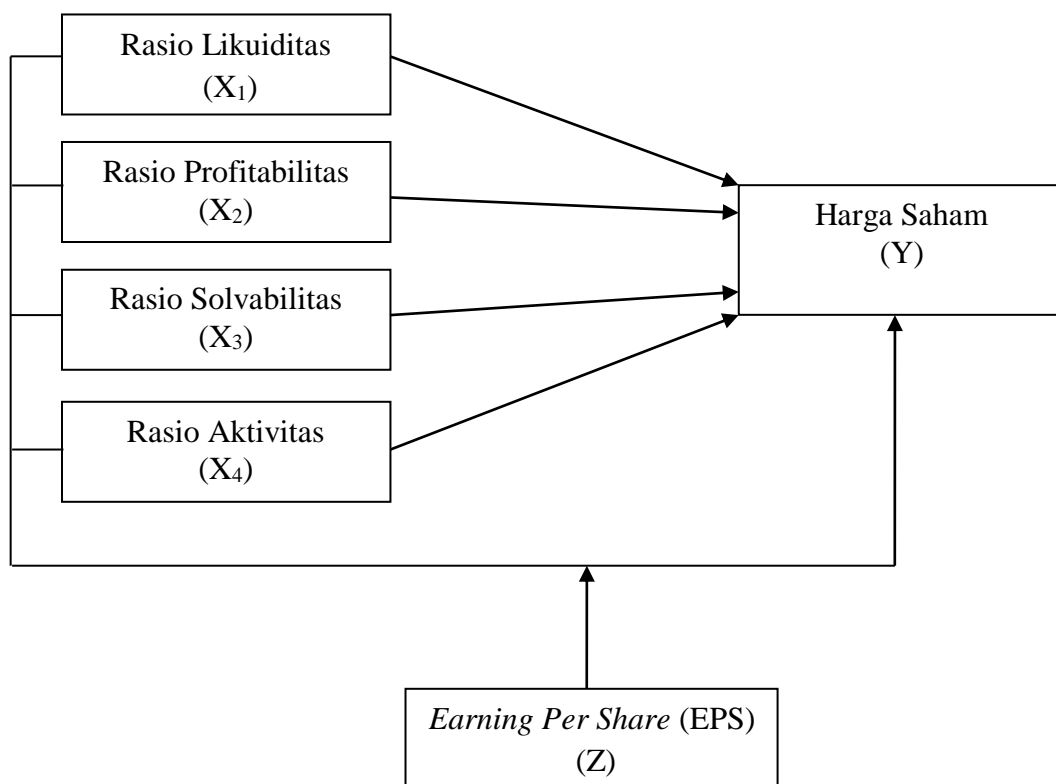 Rasio Likuiditas
(X₁)
Rasio Profitabilitas
(X₂)
Harga Saham
(Y)
Rasio Solvabilitas
(X₃)
Rasio Aktivitas
(X₄)
Earning Per Share (EPS)
(Z)